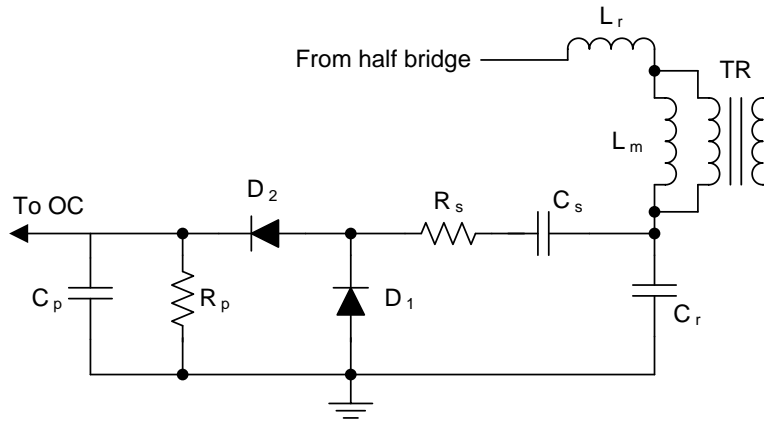 L r
From half bridge
TR
L m
D 2
To OC
R s
C s
C p
R p
D 1
C r